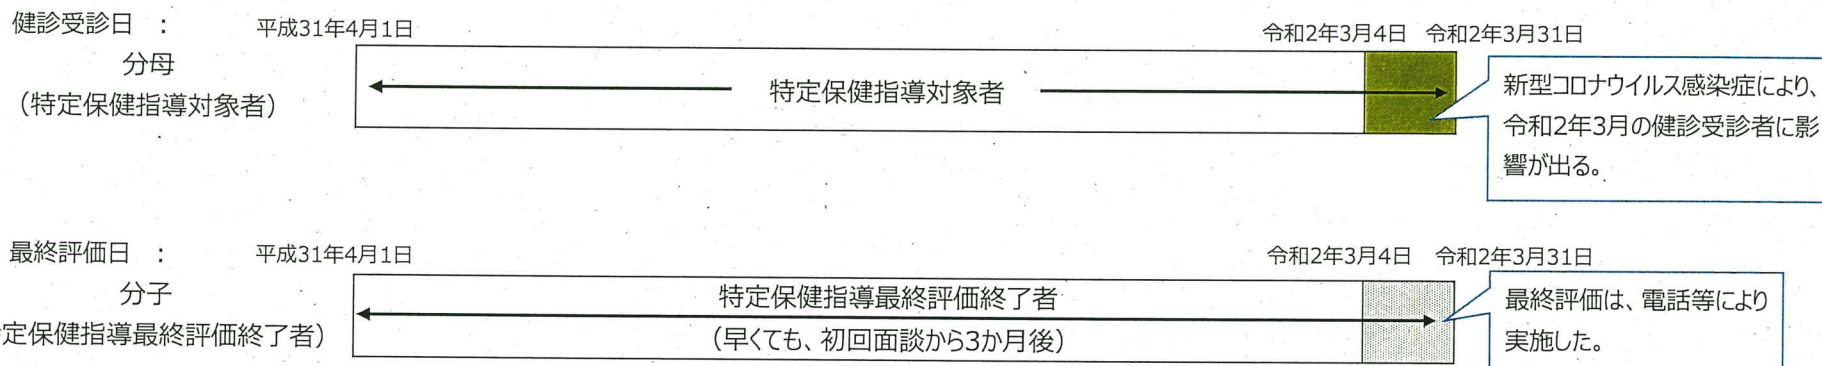 健診受診日 ： 平成31年4月1日 令和2年3月4日 令和2年3月31日
分母
（特定保健指導対象者）
特定保健指導対象者
新型コロナウイルス感染症により、
令和2年3月の健診受診者に影
響が出る。
最終評価日 ： 平成31年4月1日 令和2年3月4日 令和2年3月31日
分子
定保健指導最終評価終了者）
特定保健指導最終評価終了者
（早くても、初回面談から3か月後）
最終評価は、電話等により
実施した。